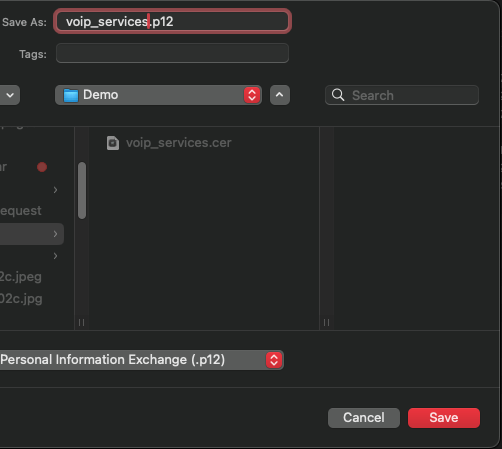 Save As: voip_services.p12
Tags:
Demo
Search
voip_services.cer
equest
2c.jpeg
02c.jpg
Personal Information Exchange (.p12)
Cancel Save